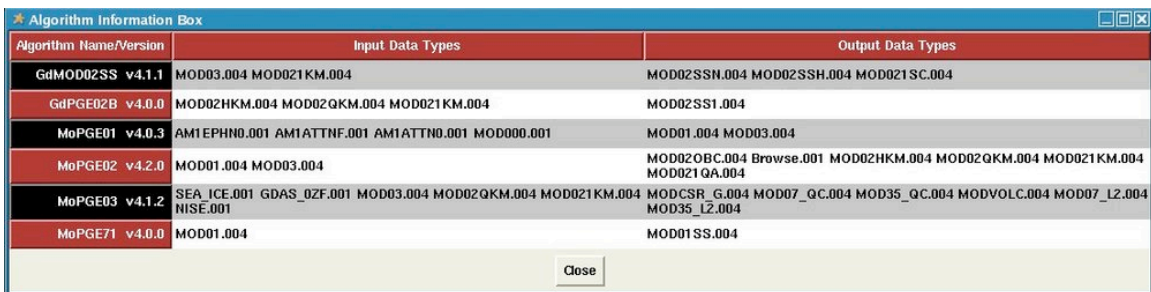 Algorithm Information Box
Algorithm Name/Version Input Data Types Output Data Types
GdMOD02SS v4.1.1 MOD03.004 MOD021KM.004 MOD02SSN.004 MOD02SSH.004 MOD021SC.004
GdPGE02B v4.0.0 MOD02HKM.004 MOD02QKM.004 MOD021KM.004 MOD02SS1.004
MoPGE01 v4.0.3 AM1EPHN0.001 AM1ATTNF.001 AM1ATTN0.001 MOD000.001 MOD01.004 MOD03.004
MoPGE02 v4.2.0 MOD01.004 MOD03.004 MOD02OBC.004 Browse.001 MOD02HKM.004 MOD02QKM.004 MOD021KM.004
MOD021QA.004
MoPGE03 v4.1.2 SEA_ICE.001 GDAS_0ZF.001 MOD03.004 MOD02QKM.004 MOD021KM.004 MODCSR_G.004 MOD07_QC.004 MOD35_QC.004 MODVOLC.004 MOD07_L2.004
NISE.001 MOD35_L2.004
MoPGE71 v4.0.0 MOD01.004 MOD01SS.004
Close